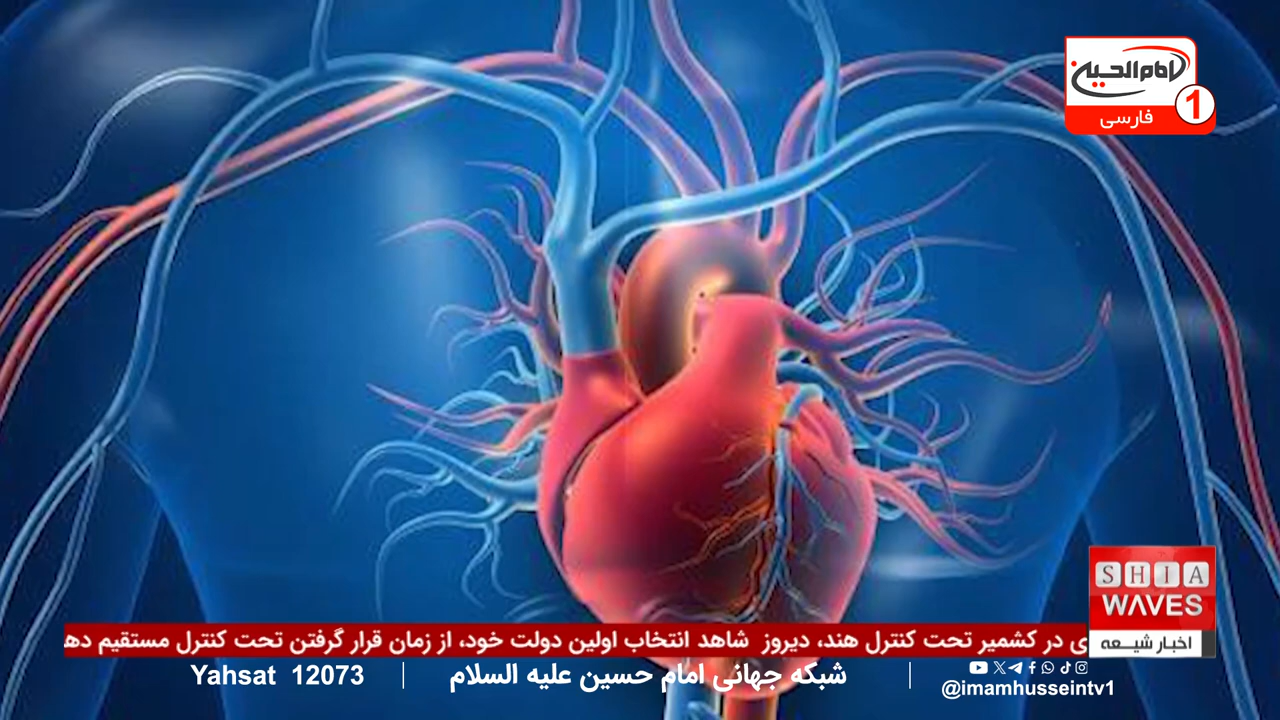 امام الحسین
فارسی 1
SHIA
WAVES
اخبار شیعه
در کشمیر تحت کنترل هند، دیروز شاهد انتخاب اولین دولت خود، از زمان قرار گرفتن تحت کنترل مستقیم
Yahsat 12073 | شبکه جهانی امام حسین علیه السلام | @imamhusseintv1